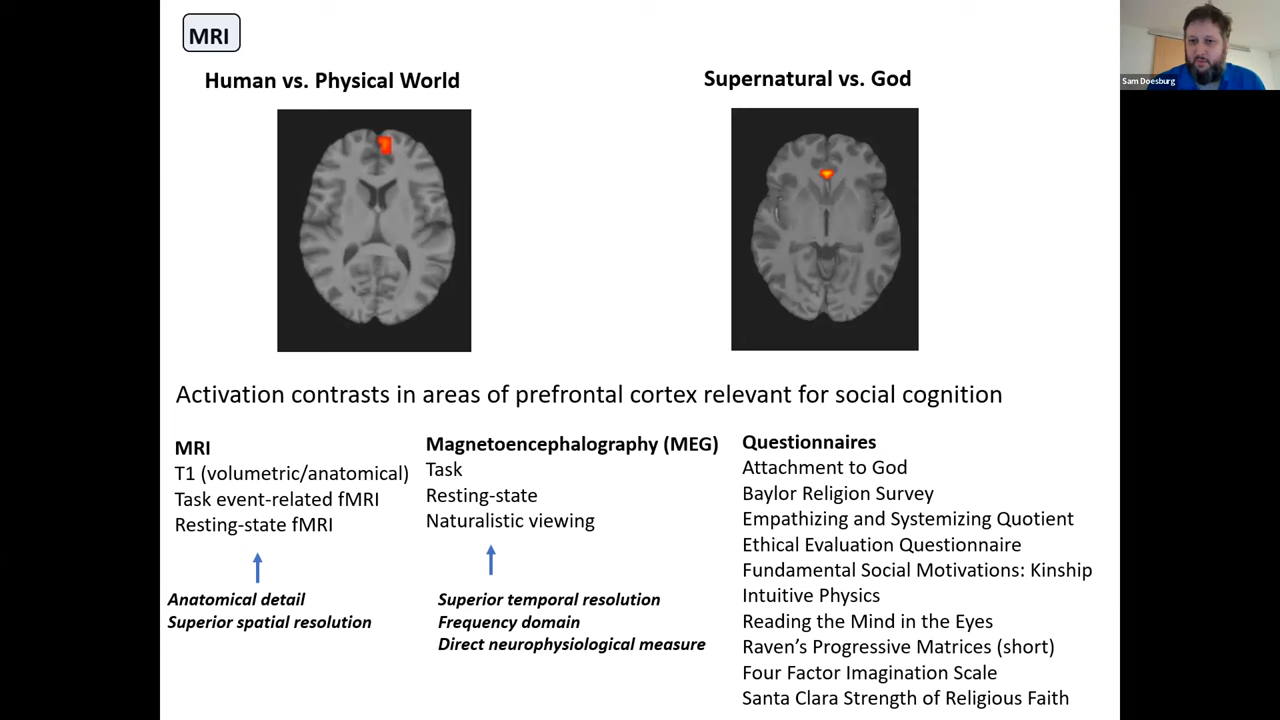 MRI
Human vs. Physical World
Supernatural vs. God
Sam Doesburg
Activation contrasts in areas of prefrontal cortex relevant for social cognition
MRI
T1 (volumetric/anatomical)
Task event-related fMRI
Resting-state fMRI
Anatomical detail
Superior spatial resolution
Magnetoencephalography (MEG)
Task
Resting-state
Naturalistic viewing
Superior temporal resolution
Frequency domain
Direct neurophysiological measure
Questionnaires
Attachment to God
Baylor Religion Survey
Empathizing and Systemizing Quotient
Ethical Evaluation Questionnaire
Fundamental Social Motivations: Kinship
Intuitive Physics
Reading the Mind in the Eyes
Raven's Progressive Matrices (short)
Four Factor Imagination Scale
Santa Clara Strength of Religious Faith